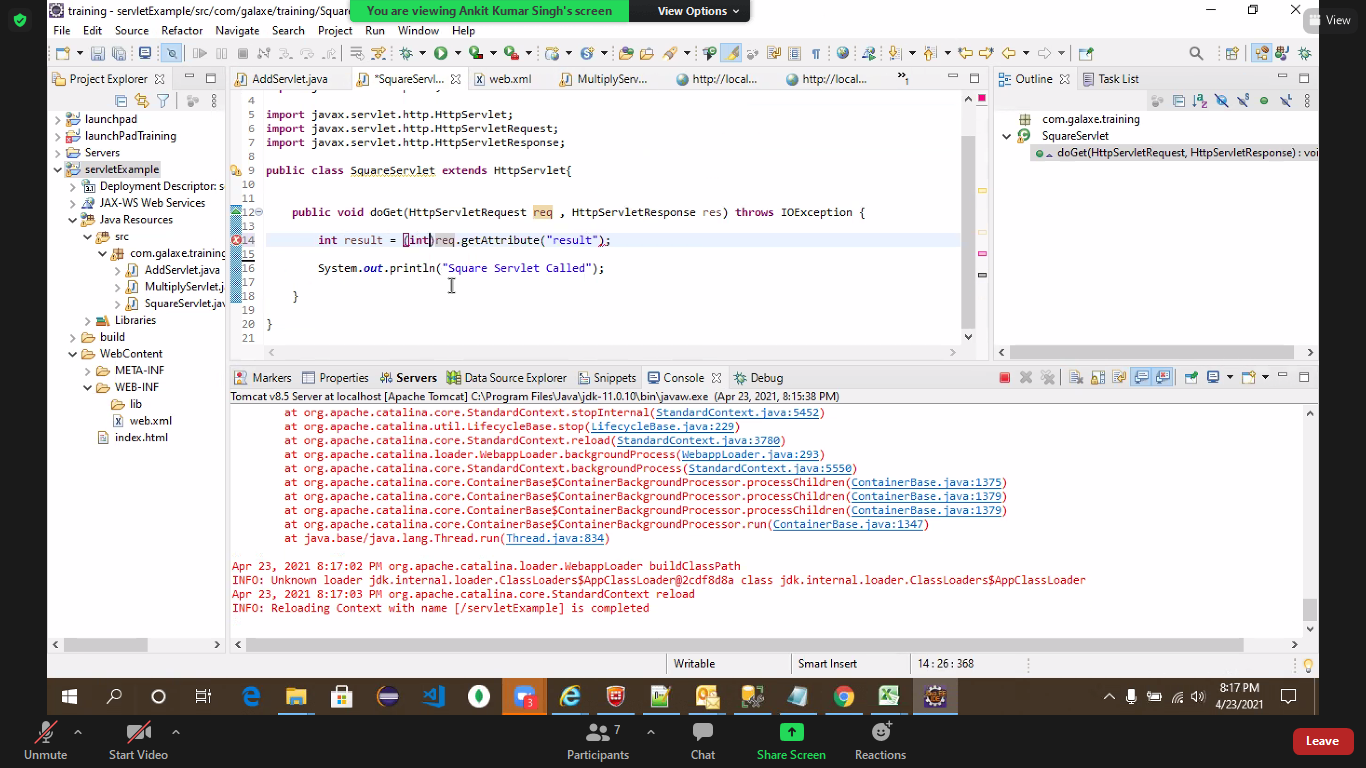 training - servletExample/src/com/galaxe/training/Square
You are viewing Ankit Kumar Singh's screen
View Options
View
File Edit Source Refactor Navigate Search Project Run Window Help
Project Explorer
AddServlet.java
*SquareServl...
web.xml
MultiplyServ...
http://local...
http://local...
Outline
Task List
launchpad
launchPadTraining
Servers
servletExample
Deployment Descriptor: s
JAX-WS Web Services
Java Resources
src
com.galaxe.training
AddServlet.java
MultiplyServlet.j
SquareServlet.jav
Libraries
build
WebContent
META-INF
WEB-INF
lib
web.xml
index.html
4
5 import javax.servlet.http.HttpServlet;
6 import javax.servlet.http.HttpServletRequest;
7 import javax.servlet.http.HttpServletResponse;
8
9 public class SquareServlet extends HttpServlet{
10
11
12 public void doGet(HttpServletRequest req , HttpServletResponse res) throws IOException {
13
14 int result = (int)req.getAttribute("result");
15
16 System.out.println("Square Servlet Called");
17
18 }
19
20 }
21
com.galaxe.training
SquareServlet
doGet(HttpServletRequest, HttpServletResponse) : voi
Markers Properties Servers Data Source Explorer Snippets Console Debug
Tomcat v8.5 Server at localhost [Apache Tomcat] C:\Program Files\Java\jdk-11.0.10\bin\javaw.exe (Apr 23, 2021, 8:15:38 PM)
at org.apache.catalina.core.StandardContext.stopInternal(StandardContext.java:5452)
at org.apache.catalina.util.LifecycleBase.stop(LifecycleBase.java:229)
at org.apache.catalina.core.StandardContext.reload(StandardContext.java:3780)
at org.apache.catalina.loader.WebappLoader.backgroundProcess(WebappLoader.java:293)
at org.apache.catalina.core.StandardContext.backgroundProcess(StandardContext.java:5550)
at org.apache.catalina.core.ContainerBase$ContainerBackgroundProcessor.processChildren(ContainerBase.java:1375)
at org.apache.catalina.core.ContainerBase$ContainerBackgroundProcessor.processChildren(ContainerBase.java:1379)
at org.apache.catalina.core.ContainerBase$ContainerBackgroundProcessor.processChildren(ContainerBase.java:1379)
at org.apache.catalina.core.ContainerBase$ContainerBackgroundProcessor.run(ContainerBase.java:1347)
at java.base/java.lang.Thread.run(Thread.java:834)
Apr 23, 2021 8:17:02 PM org.apache.catalina.loader.WebappLoader buildClassPath
INFO: Unknown loader jdk.internal.loader.ClassLoaders$AppClassLoader@2cdf8d8a class jdk.internal.loader.ClassLoaders$AppClassLoader
Apr 23, 2021 8:17:03 PM org.apache.catalina.core.StandardContext reload
INFO: Reloading Context with name [/servletExample] is completed
Writable
Smart Insert
14 : 26 : 368
3
8:17 PM
4/23/2021
Unmute
Start Video
7
Participants
Chat
Share Screen
Reactions
Leave